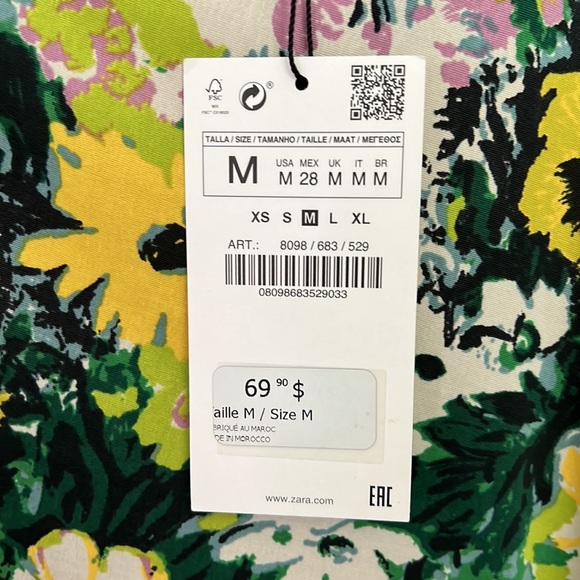 FSC
TALLA / SIZE / TAMANHO / TAILLE / MAAT / ΜΕΓΕΘΟΣ
M USA MEX UK IT BR
M 28 M M M
XS S M L XL
ART.: 8098 / 683 / 529
08098683529033
69 90 $
aille M / Size M
BRIQUÉ AU MAROC
DE IN MOROCCO
www.zara.com
EAC